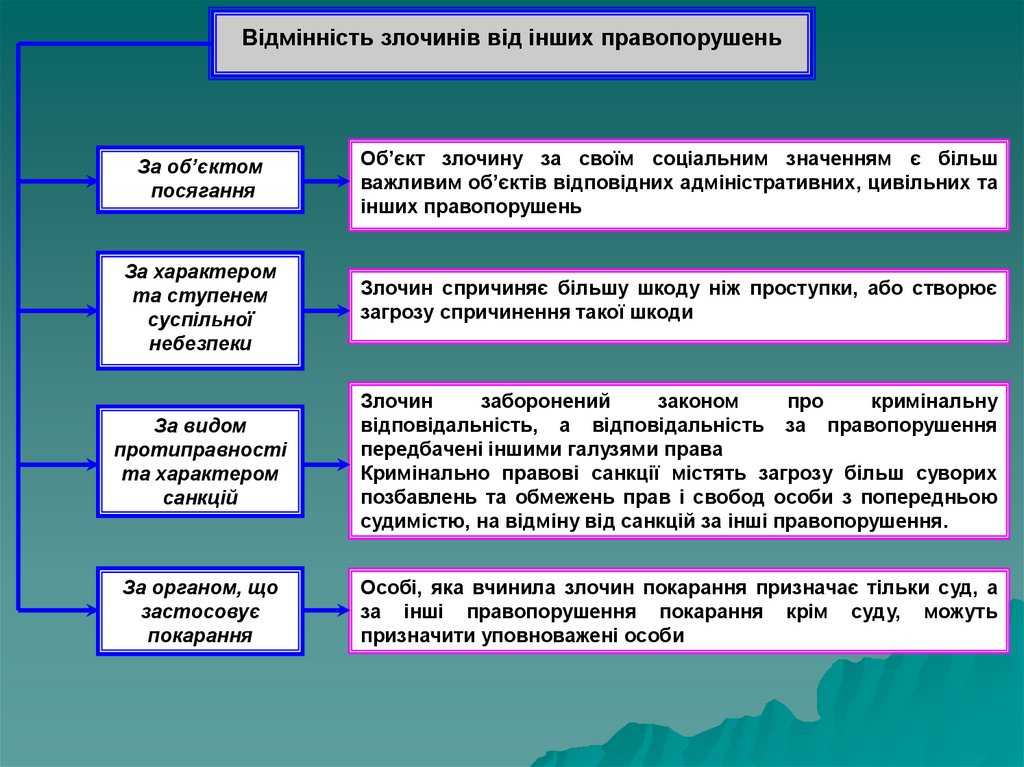 Відмінність злочинів від інших правопорушень
За об’єктом
посягання
Об’єкт злочину за своїм соціальним значенням є більш
важливим об’єктів відповідних адміністративних, цивільних та
інших правопорушень
За характером
та ступенем
суспільної
небезпеки
Злочин спричиняє більшу шкоду ніж проступки, або створює
загрозу спричинення такої шкоди
За видом
протиправності
та характером
санкцій
Злочин заборонений законом про кримінальну
відповідальність, а відповідальність за правопорушення
передбачені іншими галузями права
Кримінально правові санкції містять загрозу більш суворих
позбавлень та обмежень прав і свобод особи з попередньою
судимістю, на відміну від санкцій за інші правопорушення.
За органом, що
застосовує
покарання
Особі, яка вчинила злочин покарання призначає тільки суд, а
за інші правопорушення покарання крім суду, можуть
призначити уповноважені особи